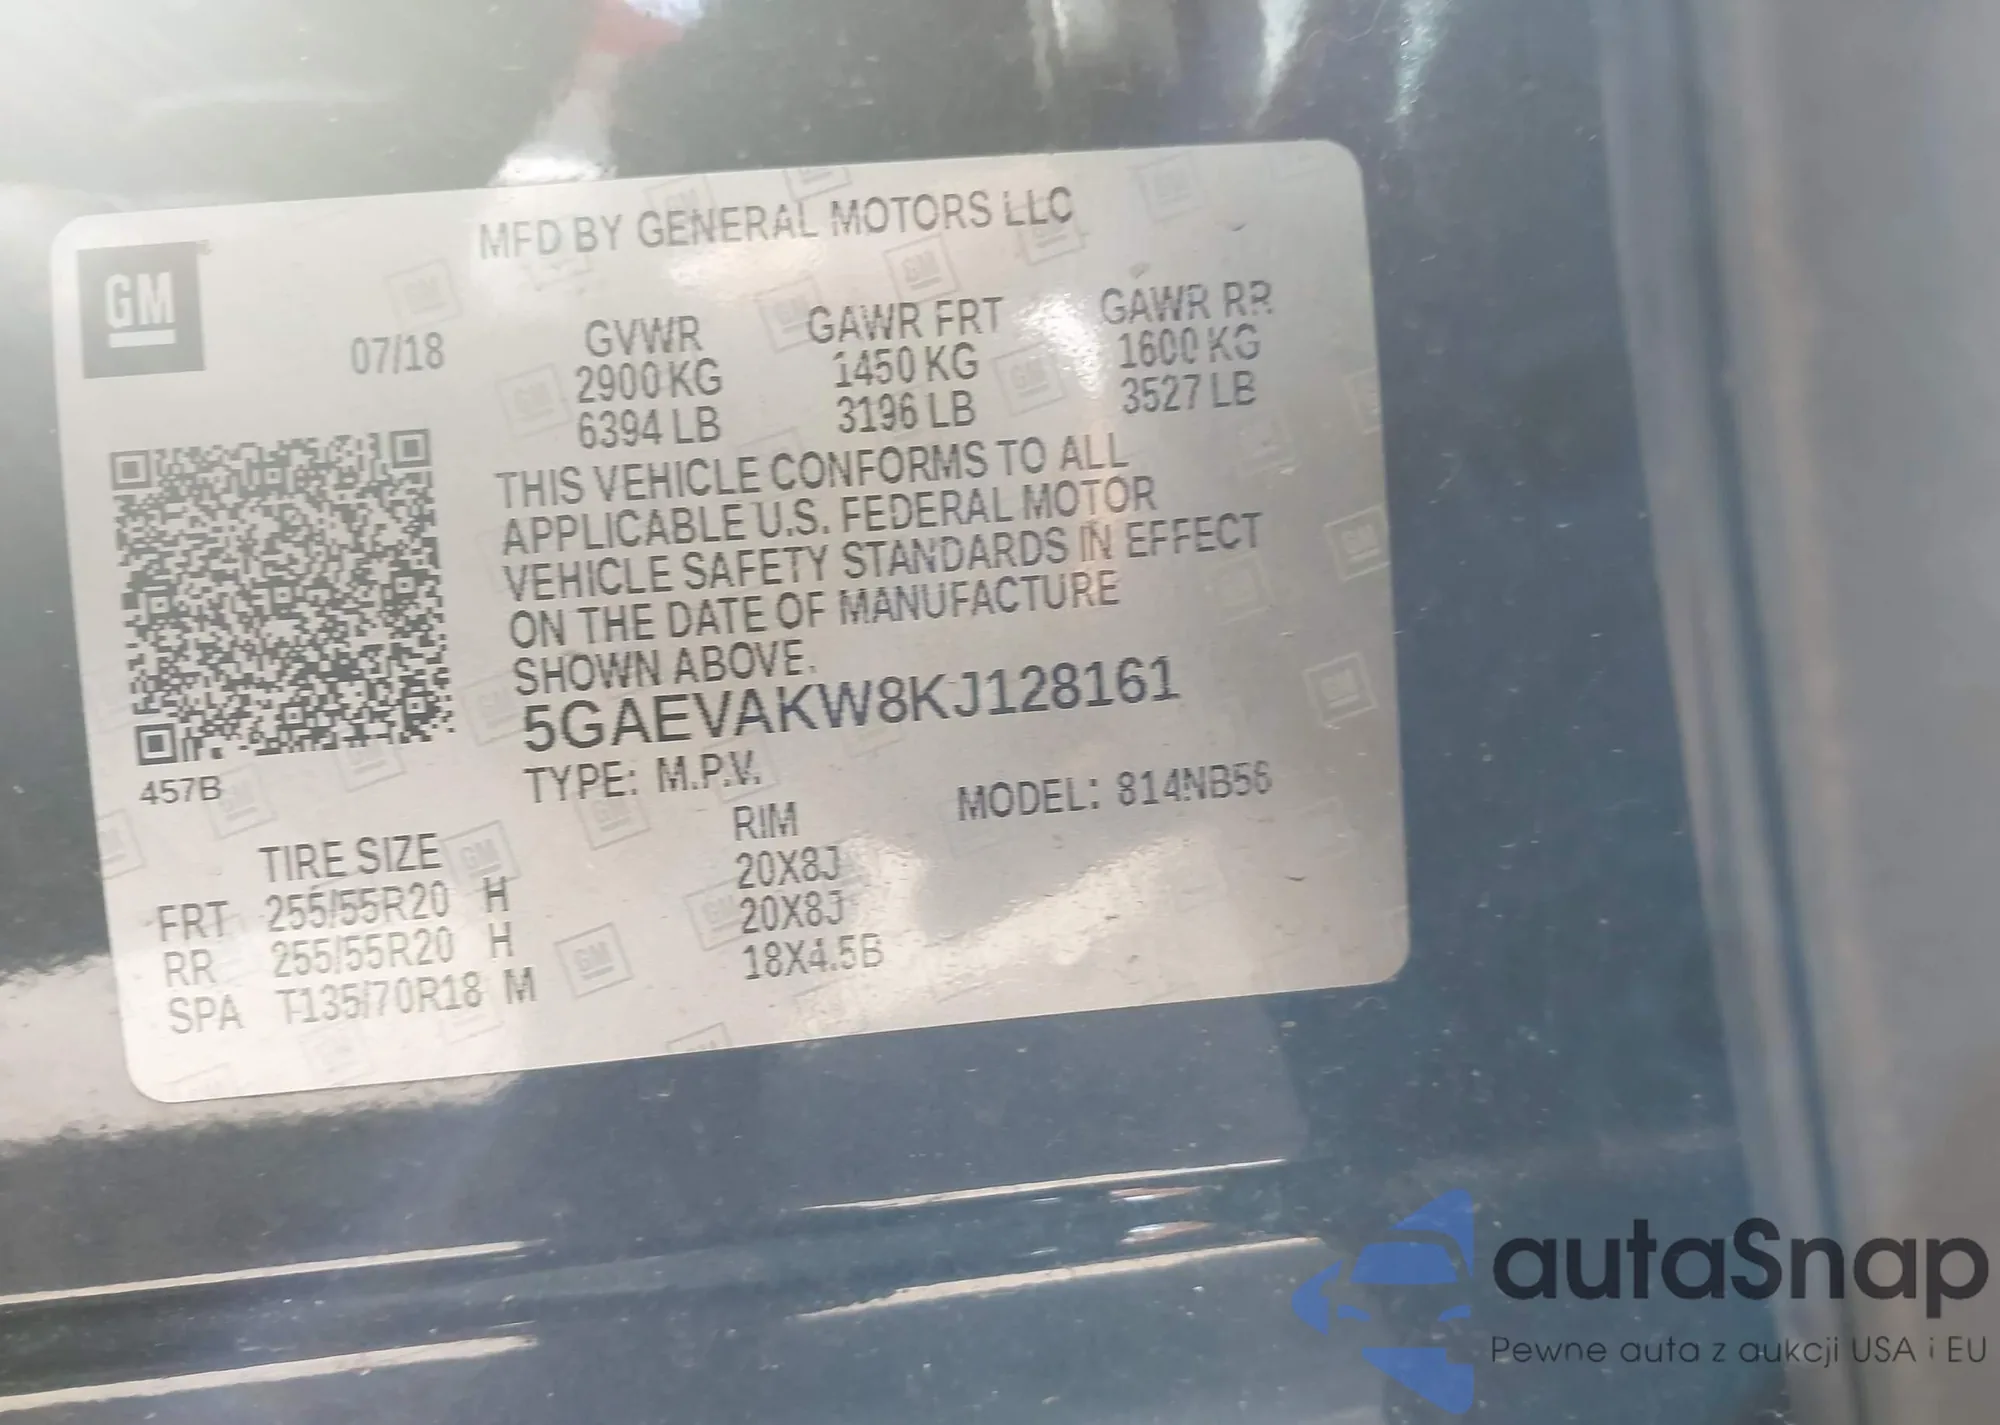 MFD BY GENERAL MOTORS LLC
GM
07/18
GVWR GAWR FRT GAWR RR
2900 KG 1450 KG 1600 KG
6394 LB 3196 LB 3527 LB
THIS VEHICLE CONFORMS TO ALL
APPLICABLE U.S. FEDERAL MOTOR
VEHICLE SAFETY STANDARDS IN EFFECT
ON THE DATE OF MANUFACTURE
SHOWN ABOVE.
5GAEVAKW8KJ128161
457B
TYPE: M.P.V. MODEL: 814NB56
TIRE SIZE RIM
FRT 255/55R20 H 20X8J
RR 255/55R20 H 20X8J
SPA T135/70R18 M 18X4.5B
autaSnap
Pewne auta z aukcji USA i EU